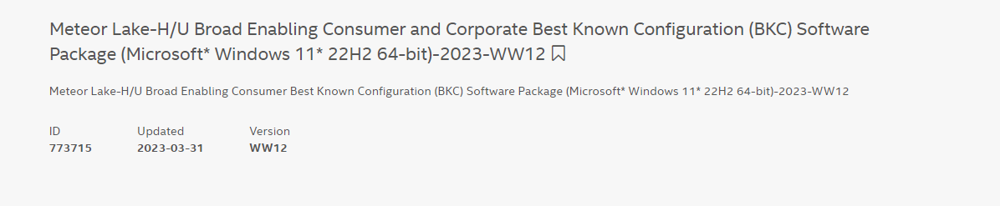 Meteor Lake-H/U Broad Enabling Consumer and Corporate Best Known Configuration (BKC) Software
Package (Microsoft* Windows 11* 22H2 64-bit)-2023-WW12
Meteor Lake-H/U Broad Enabling Consumer Best Known Configuration (BKC) Software Package (Microsoft* Windows 11* 22H2 64-bit)-2023-WW12
ID Updated Version
773715 2023-03-31 WW12